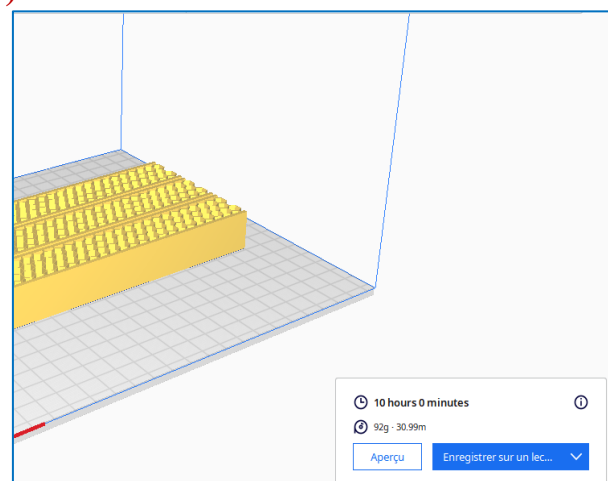 10 hours 0 minutes
92g · 30.99m
Aperçu
Enregistrer sur un lec...